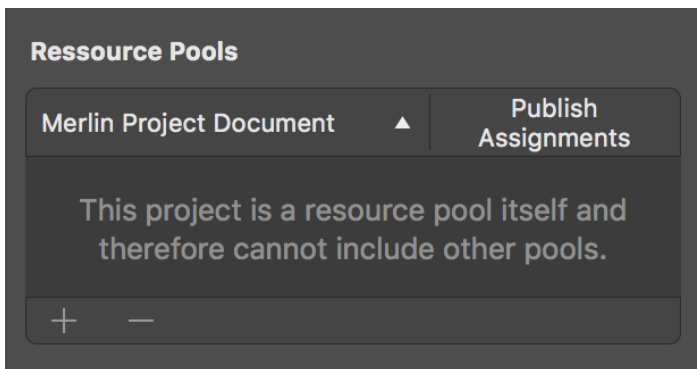 Ressource Pools
Merlin Project Document ▲
Publish
Assignments
This project is a resource pool itself and
therefore cannot include other pools.
+ −